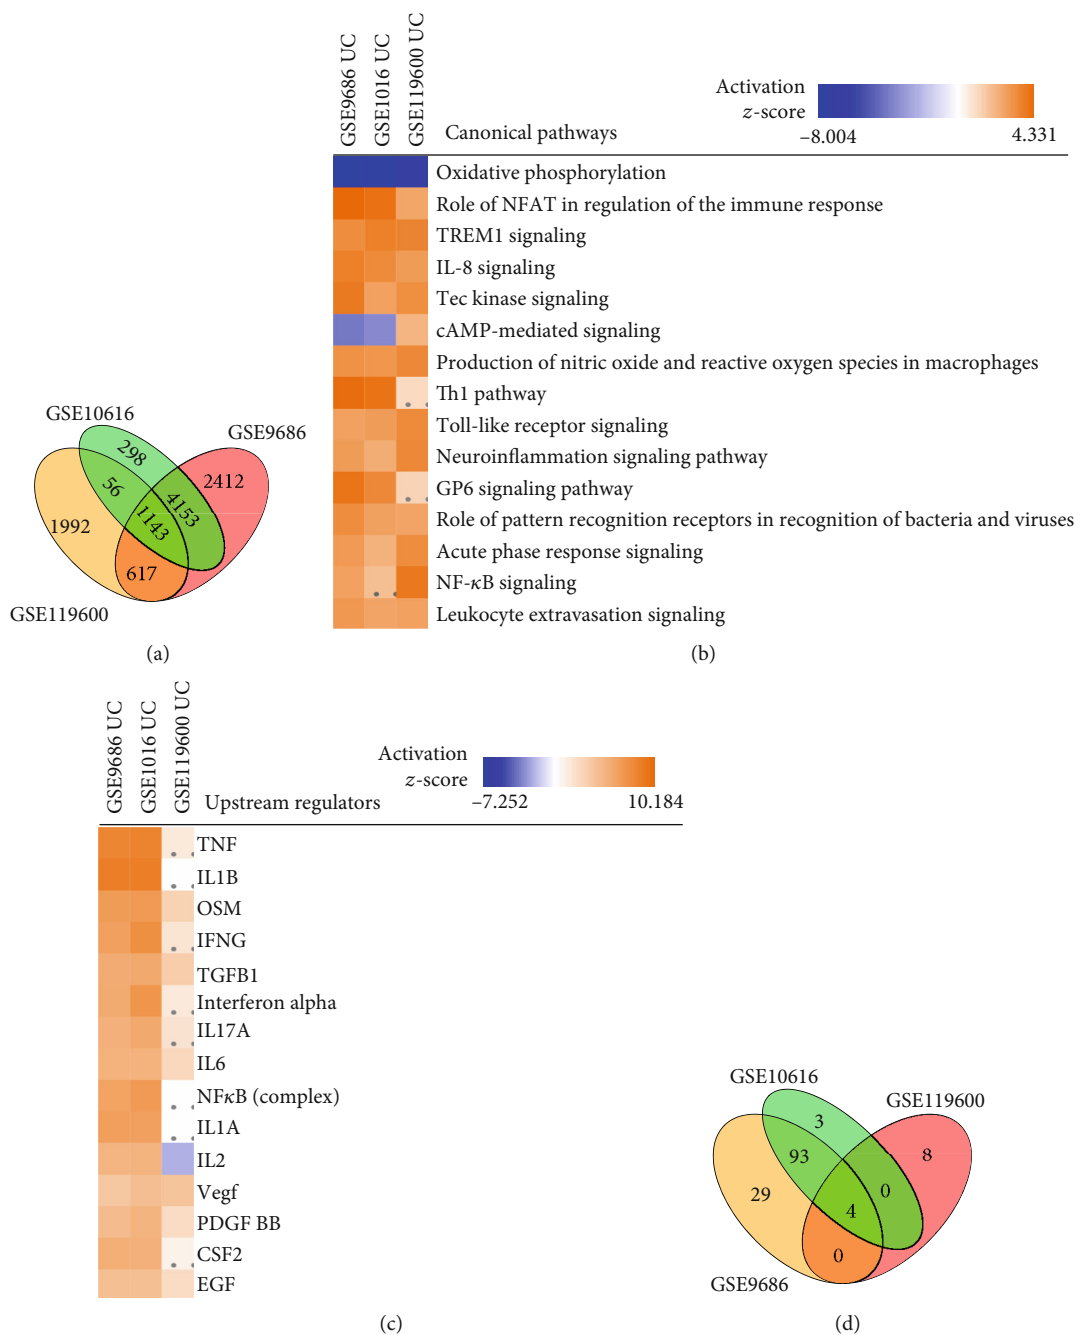 GSE10616
GSE9686
298
2412
56
4153
1143
1992
617
GSE119600
(a)
GSE9686 UC
GSE1016 UC
GSE119600 UC
Canonical pathways
Activation
z-score
−8.004
4.331
Oxidative phosphorylation
Role of NFAT in regulation of the immune response
TREM1 signaling
IL-8 signaling
Tec kinase signaling
cAMP-mediated signaling
Production of nitric oxide and reactive oxygen species in macrophages
Th1 pathway
Toll-like receptor signaling
Neuroinflammation signaling pathway
GP6 signaling pathway
Role of pattern recognition receptors in recognition of bacteria and viruses
Acute phase response signaling
NF-κB signaling
Leukocyte extravasation signaling
(b)
GSE9686 UC
GSE1016 UC
GSE119600 UC
Upstream regulators
Activation
z-score
−7.252
10.184
TNF
IL1B
OSM
IFNG
TGFB1
Interferon alpha
IL17A
IL6
NFκB (complex)
IL1A
IL2
Vegf
PDGF BB
CSF2
EGF
(c)
GSE10616
GSE119600
3
93
8
29
0
4
0
GSE9686
(d)